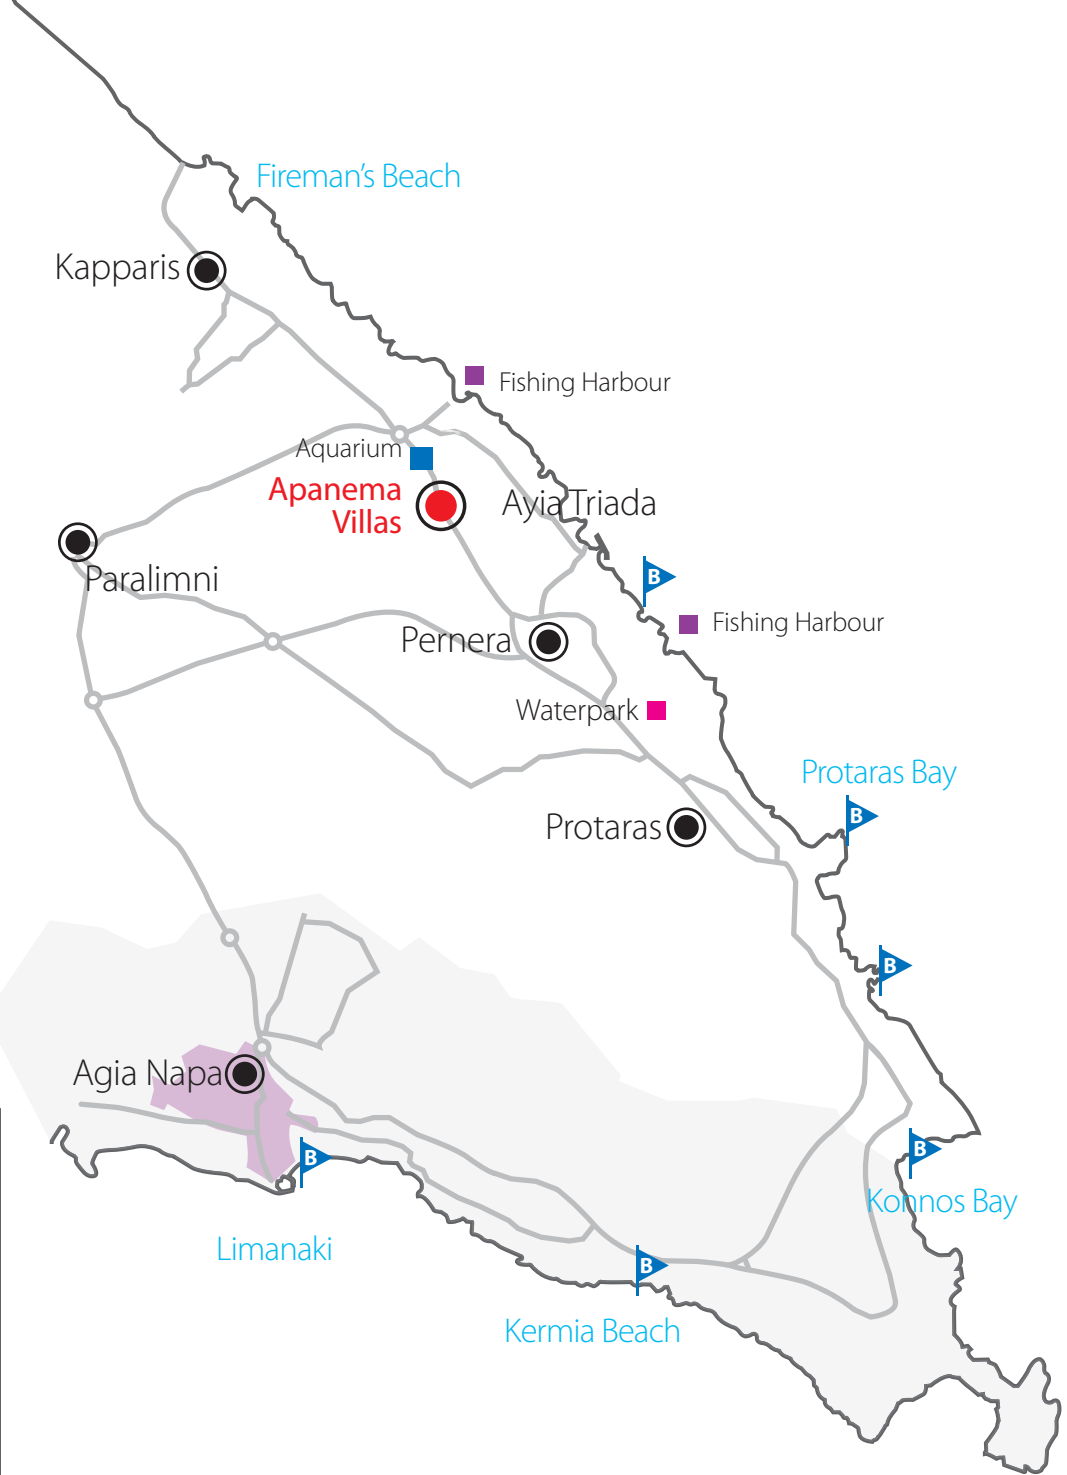 Fireman's Beach
Kapparis
Fishing Harbour
Aquarium
Apanema
Villas
Ayia Triada
Paralimni
B
Fishing Harbour
Pernera
Waterpark
Protaras Bay
B
Protaras
B
Agia Napa
B
B
Konnos Bay
Limanaki
B
Kermia Beach